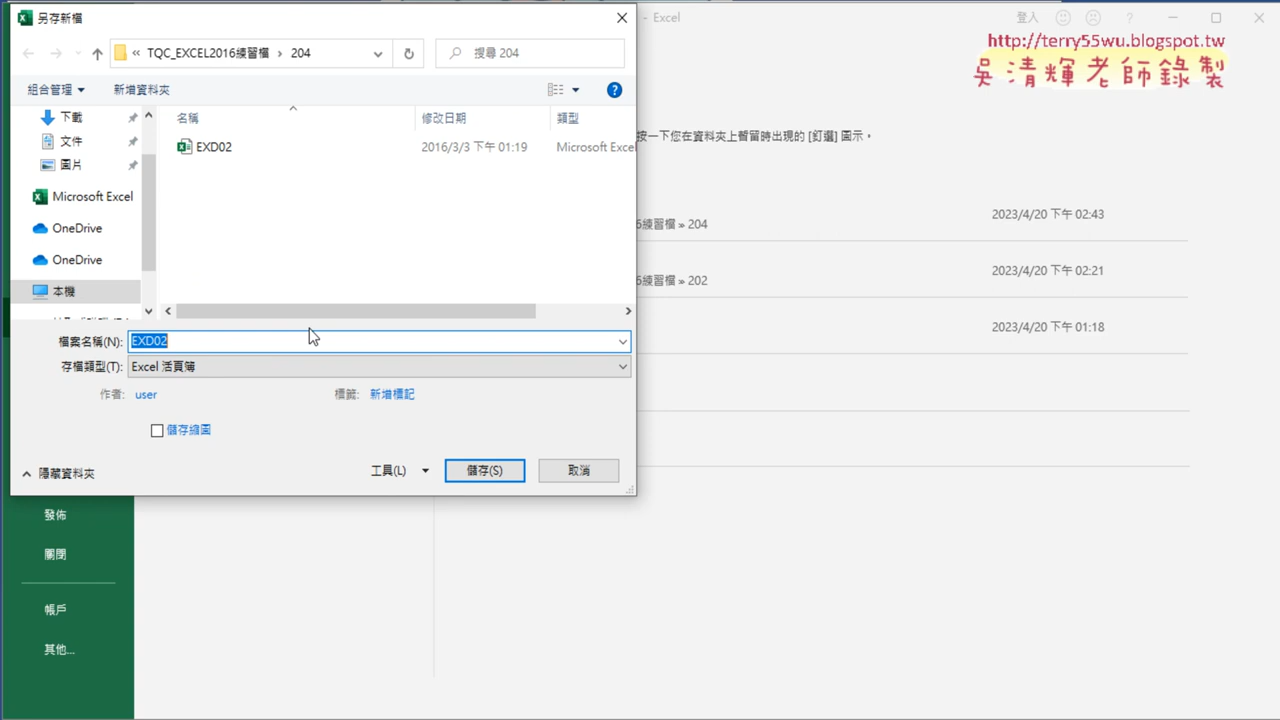 另存新檔
- Excel
登入
?
http://terry55wu.blogspot.tw
吳清輝老師錄製
« TQC_EXCEL2016練習檔 › 204
搜尋 204
組合管理
新增資料夾
?
下載
文件
圖片
Microsoft Excel
OneDrive
OneDrive
本機
名稱
修改日期
類型
EXD02
2016/3/3 下午 01:19
Microsoft Exce
按一下您在資料夾上暫留時出現的 [釘選] 圖示。
6練習檔 » 204
2023/4/20 下午 02:43
6練習檔 » 202
2023/4/20 下午 02:21
2023/4/20 下午 01:18
檔案名稱(N): EXD02
存檔類型(T): Excel 活頁簿
作者: user
標籤: 新增標記
儲存縮圖
隱藏資料夾
工具(L)
儲存(S)
取消
發佈
關閉
帳戶
其他...